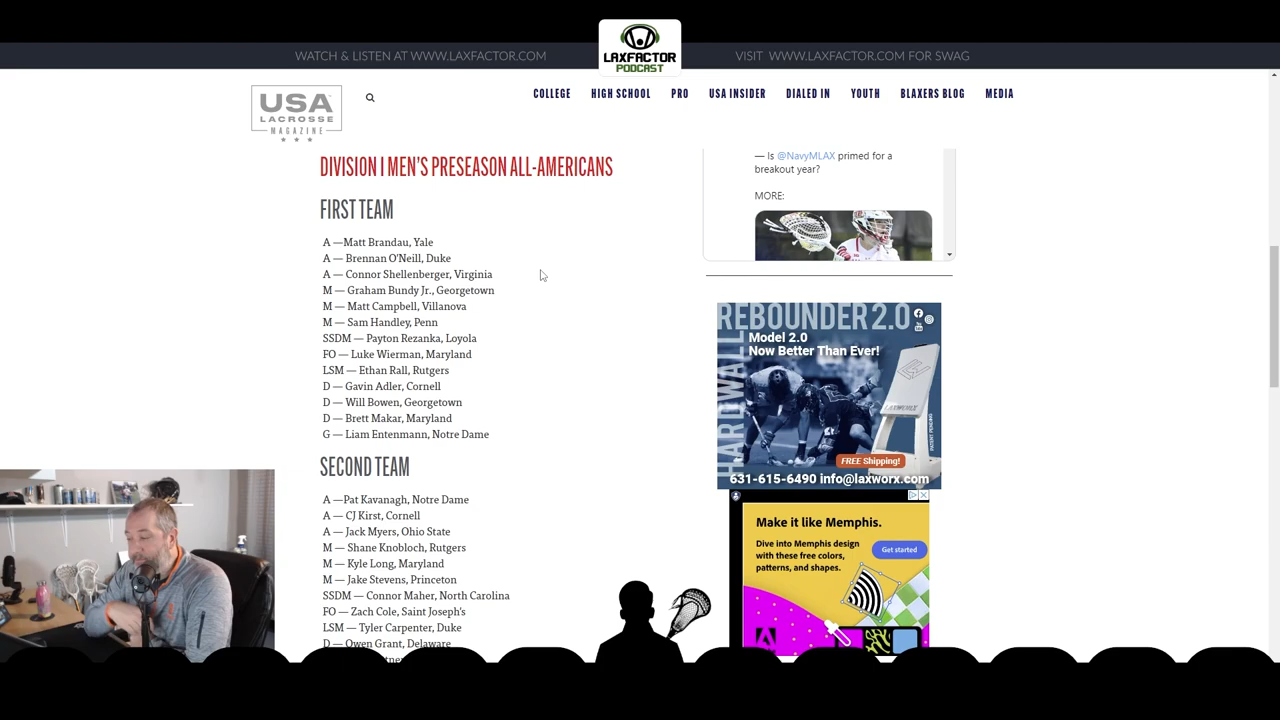 WATCH & LISTEN AT WWW.LAXFACTOR.COM
LAXFACTOR
PODCAST
VISIT WWW.LAXFACTOR.COM FOR SWAG
USA
LACROSSE
MAGAZINE
COLLEGE
HIGH SCHOOL
PRO
USA INSIDER
DIALED IN
YOUTH
BLAXERS BLOG
MEDIA
DIVISION I MEN'S PRESEASON ALL-AMERICANS
FIRST TEAM
A —Matt Brandau, Yale
A — Brennan O'Neill, Duke
A — Connor Shellenberger, Virginia
M — Graham Bundy Jr., Georgetown
M — Matt Campbell, Villanova
M — Sam Handley, Penn
SSDM — Payton Rezanka, Loyola
FO — Luke Wierman, Maryland
LSM — Ethan Rall, Rutgers
D — Gavin Adler, Cornell
D — Will Bowen, Georgetown
D — Brett Makar, Maryland
G — Liam Entenmann, Notre Dame
SECOND TEAM
A —Pat Kavanagh, Notre Dame
A — CJ Kirst, Cornell
A — Jack Myers, Ohio State
M — Shane Knobloch, Rutgers
M — Kyle Long, Maryland
M — Jake Stevens, Princeton
SSDM — Connor Maher, North Carolina
FO — Zach Cole, Saint Joseph's
LSM — Tyler Carpenter, Duke
D — Owen Grant, Delaware
— Is @NavyMLAX primed for a
breakout year?
MORE:
REBOUNDER 2.0
Model 2.0
Now Better Than Ever!
HARDWALL
LAXWORX
PATENT PENDING
FREE Shipping!
631-615-6490 info@laxworx.com
Make it like Memphis.
Dive into Memphis design
with these free colors,
patterns, and shapes.
Get started